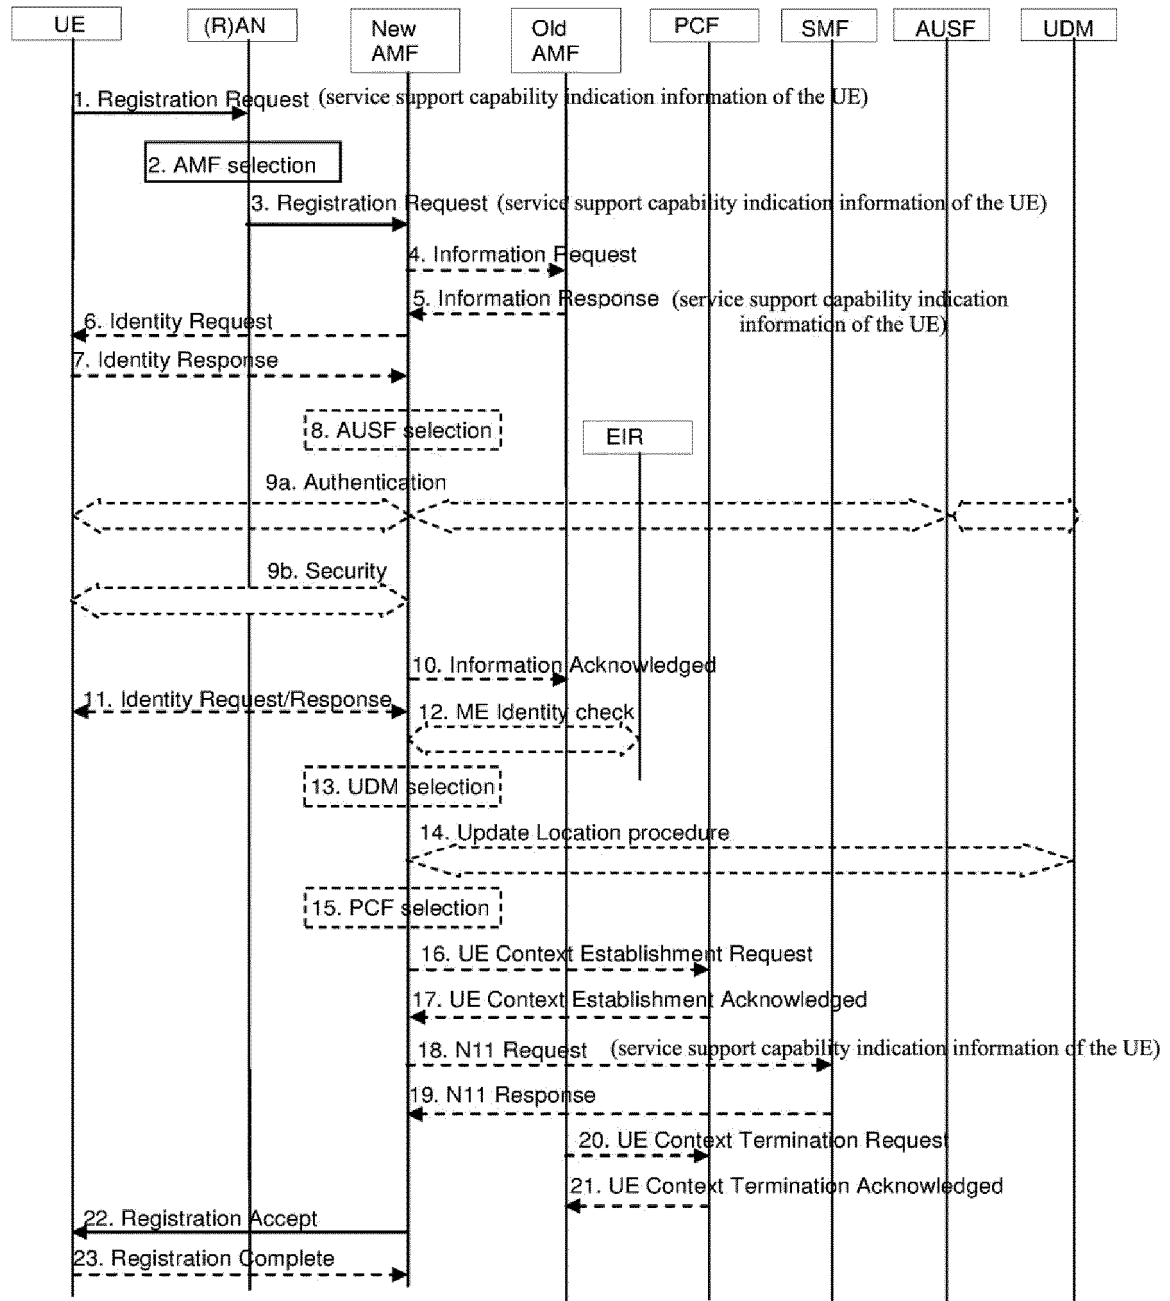 UE
(R)AN
New
AMF
Old
AMF
PCF
SMF
AUSF
UDM
1. Registration Request (service support capability indication information of the UE)
2. AMF selection
3. Registration Request (service support capability indication information of the UE)
4. Information Request
5. Information Response (service support capability indication
information of the UE)
6. Identity Request
7. Identity Response
8. AUSF selection
EIR
9a. Authentication
9b. Security
10. Information Acknowledged
11. Identity Request/Response
12. ME Identity check
13. UDM selection
14. Update Location procedure
15. PCF selection
16. UE Context Establishment Request
17. UE Context Establishment Acknowledged
18. N11 Request (service support capability indication information of the UE)
19. N11 Response
20. UE Context Termination Request
21. UE Context Termination Acknowledged
22. Registration Accept
23. Registration Complete